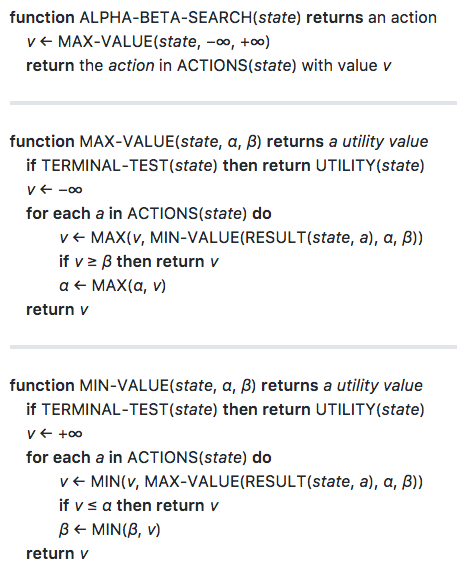 function ALPHA-BETA-SEARCH(state) returns an action
v ← MAX-VALUE(state, −∞, +∞)
return the action in ACTIONS(state) with value v
function MAX-VALUE(state, α, β) returns a utility value
if TERMINAL-TEST(state) then return UTILITY(state)
v ← −∞
for each a in ACTIONS(state) do
v ← MAX(v, MIN-VALUE(RESULT(state, a), α, β))
if v ≥ β then return v
α ← MAX(α, v)
return v
function MIN-VALUE(state, α, β) returns a utility value
if TERMINAL-TEST(state) then return UTILITY(state)
v ← +∞
for each a in ACTIONS(state) do
v ← MIN(v, MAX-VALUE(RESULT(state, a), α, β))
if v ≤ α then return v
β ← MIN(β, v)
return v